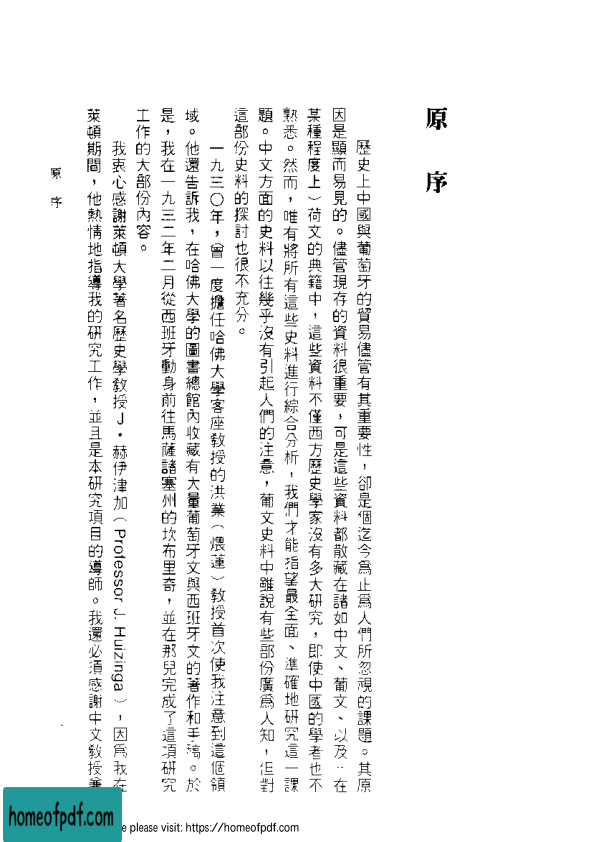 原序
歷史上中國與葡萄牙的貿易儘管有其重要性，卻是個迄今爲止爲人們所忽視的課題。其原
因是顯而易見的。儘管現存的資料很重要，可是這些資料都散藏在諸如中文、葡文、以及‥在
某種程度上）荷文的典籍中，這些資料不僅西方歷史學家沒有多大研究，即使中國的學者也不
熟悉。然而，唯有將所有這些史料進行綜合分析，我們才能指望最全面、準確地研究這一課
題。中文方面的史料以往幾乎沒有引起人們的注意，葡文史料中雖說有些部份廣爲人知，但對
這部份史料的探討也很不充分。
一九三〇年，曾一度擔任哈佛大學客座敎授的洪業（煨蓮）敎授首次使我注意到這個領
域。他還告訴我，在哈佛大學的圖書總館內收藏有大量葡萄牙文與西班牙文的著作和手稿。於
是，我在一九三二年二月從西班牙動身前往馬薩諸塞州的坎布里奇，並在那兒完成了這項研究
工作的大部份內容。
我衷心感謝萊頓大學著名歷史學敎授J·赫伊津加（Professor J. Huizinga），因爲我在
萊頓期間，他熱情地指導我的研究工作，並且是本研究項目的導師。我還必須感謝中文敎授兼
原序
homeofpdf.com
e please visit: https://homeofpdf.com